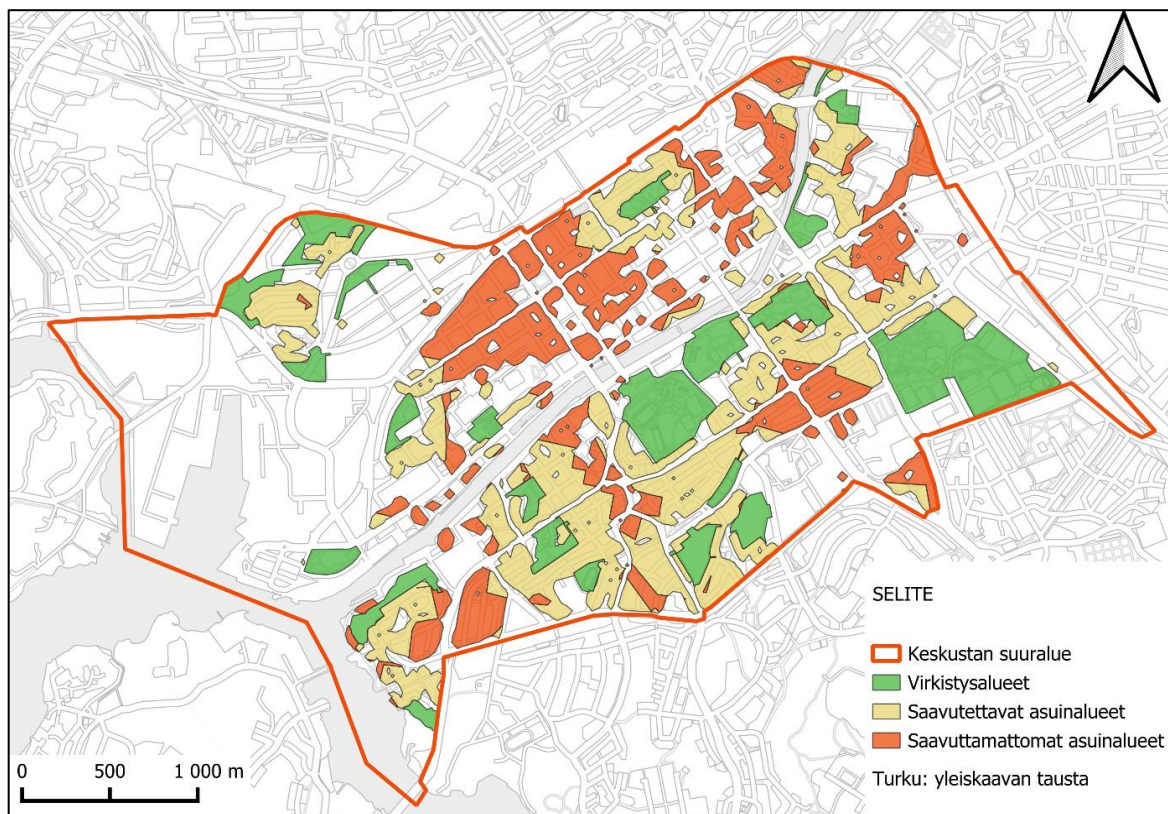 SELITE
Keskustan suuralue
Virkistysalueet
Saavutettavat asuinalueet
Saavuttamattomat asuinalueet
Turku: yleiskaavan tausta
0 500 1 000 m